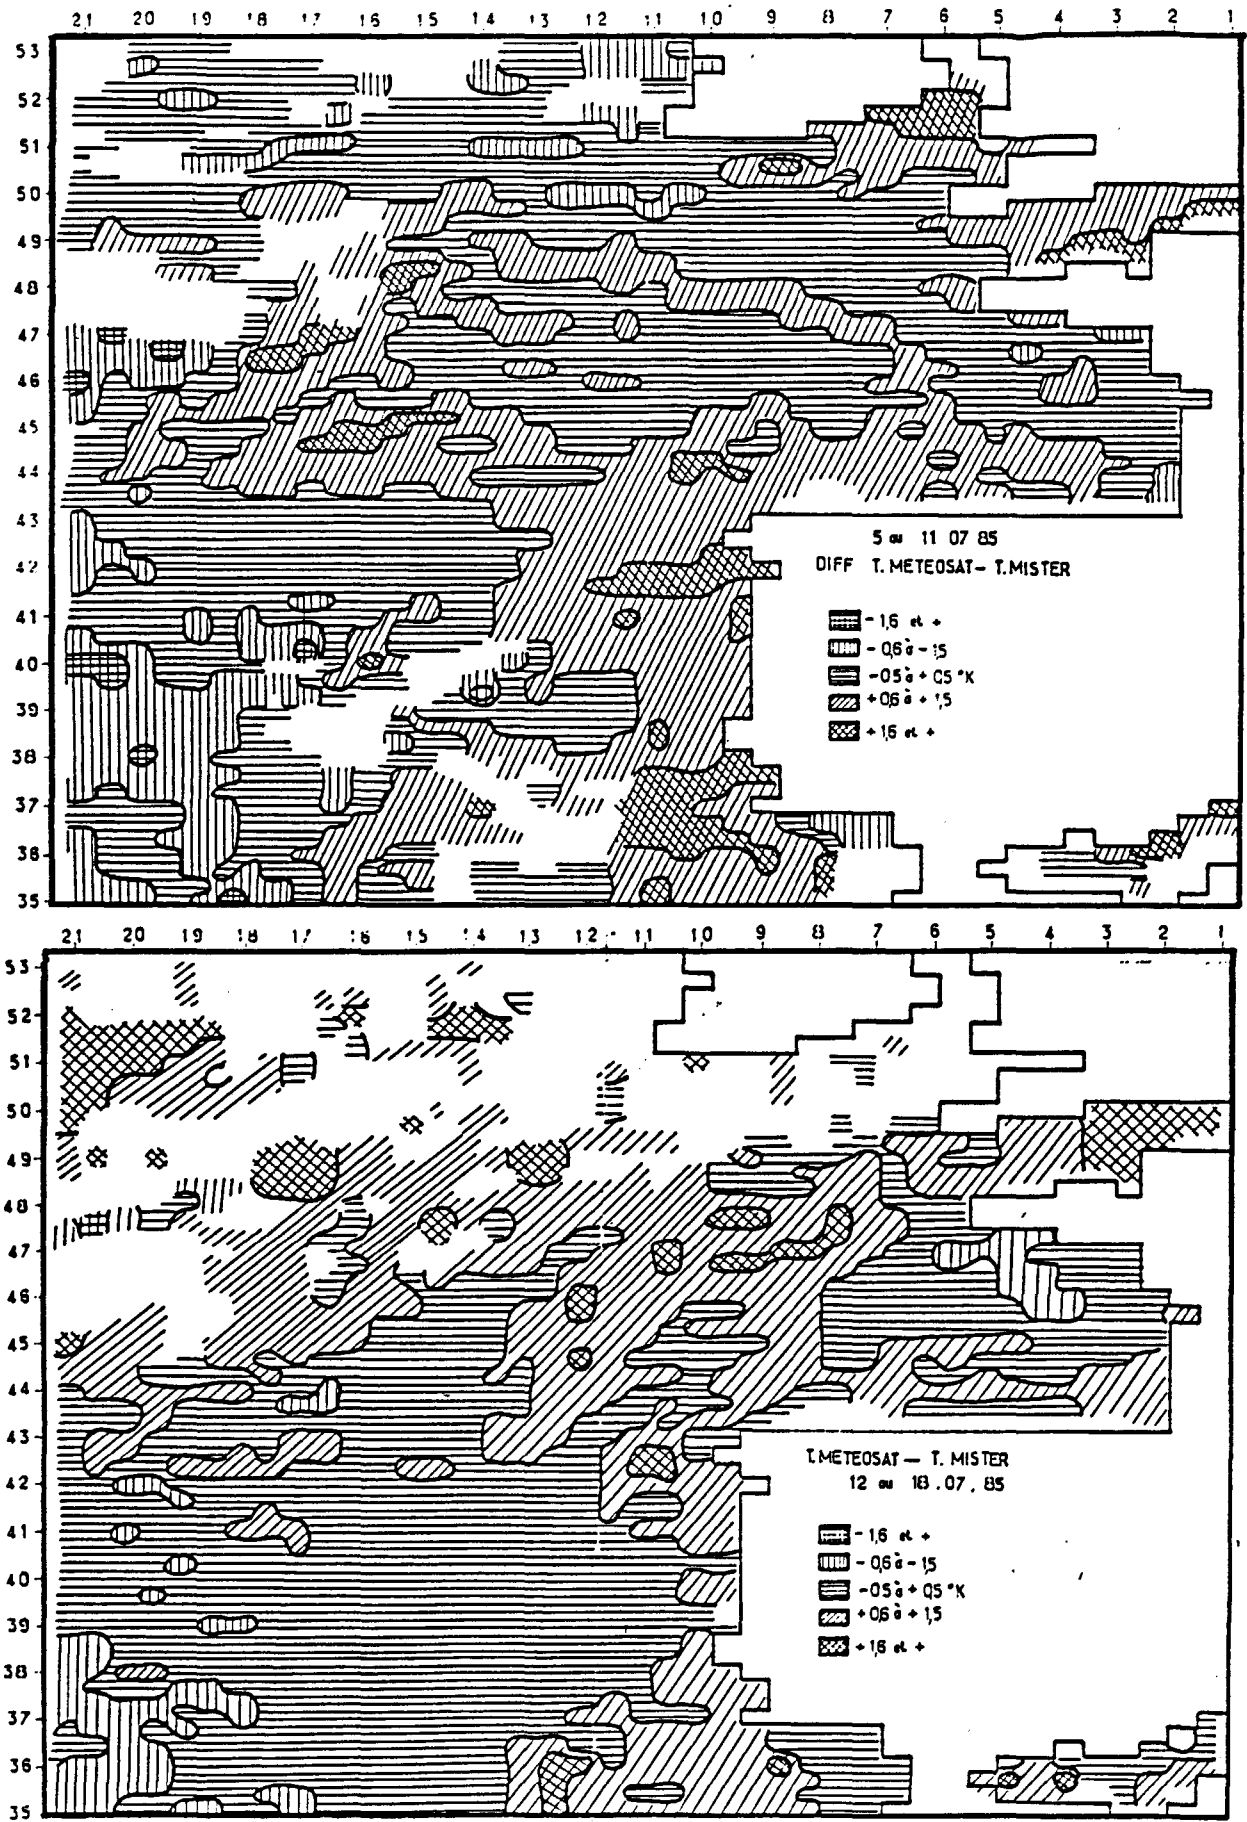 21 20 19 18 17 16 15 14 13 12 11 10 9 8 7 6 5 4 3 2 1
53
52
51
50
49
48
47
46
45
44
43
42
41
40
39
38
37
36
35
5 au 11 07 85
DIFF T. METEOSAT - T. MISTER
- 1,6 et +
- 0,6 à - 1,5
- 0,5 à + 0,5 °K
+ 0,6 à + 1,5
+ 1,6 et +
21 20 19 18 17 16 15 14 13 12 11 10 9 8 7 6 5 4 3 2 1
53
52
51
50
49
48
47
46
45
44
43
42
41
40
39
38
37
36
35
T. METEOSAT - T. MISTER
12 au 18 . 07 . 85
- 1,6 et +
- 0,6 à - 1,5
- 0,5 à + 0,5 °K
+ 0,6 à + 1,5
+ 1,6 et +